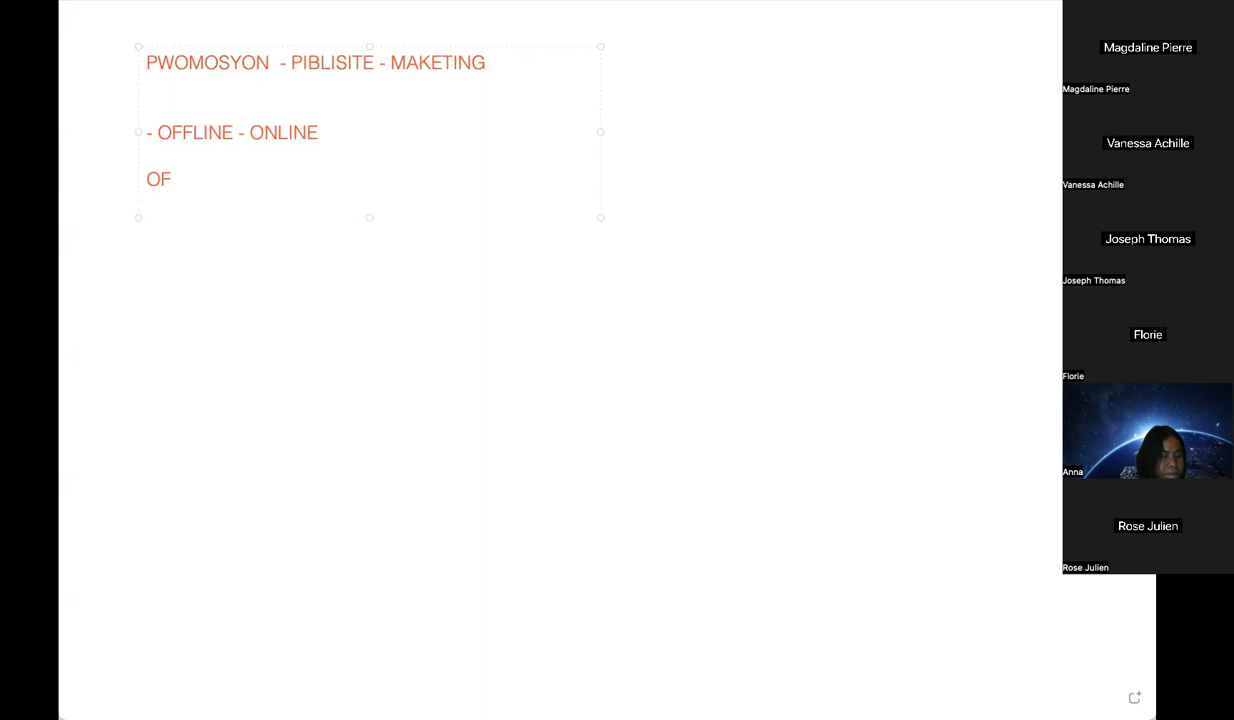 PWOMOSYON - PIBLISITE - MAKETING
- OFFLINE - ONLINE
OF
Magdaline Pierre
Magdaline Pierre
Vanessa Achille
Vanessa Achille
Joseph Thomas
Joseph Thomas
Florie
Florie
Anna
Rose Julien
Rose Julien